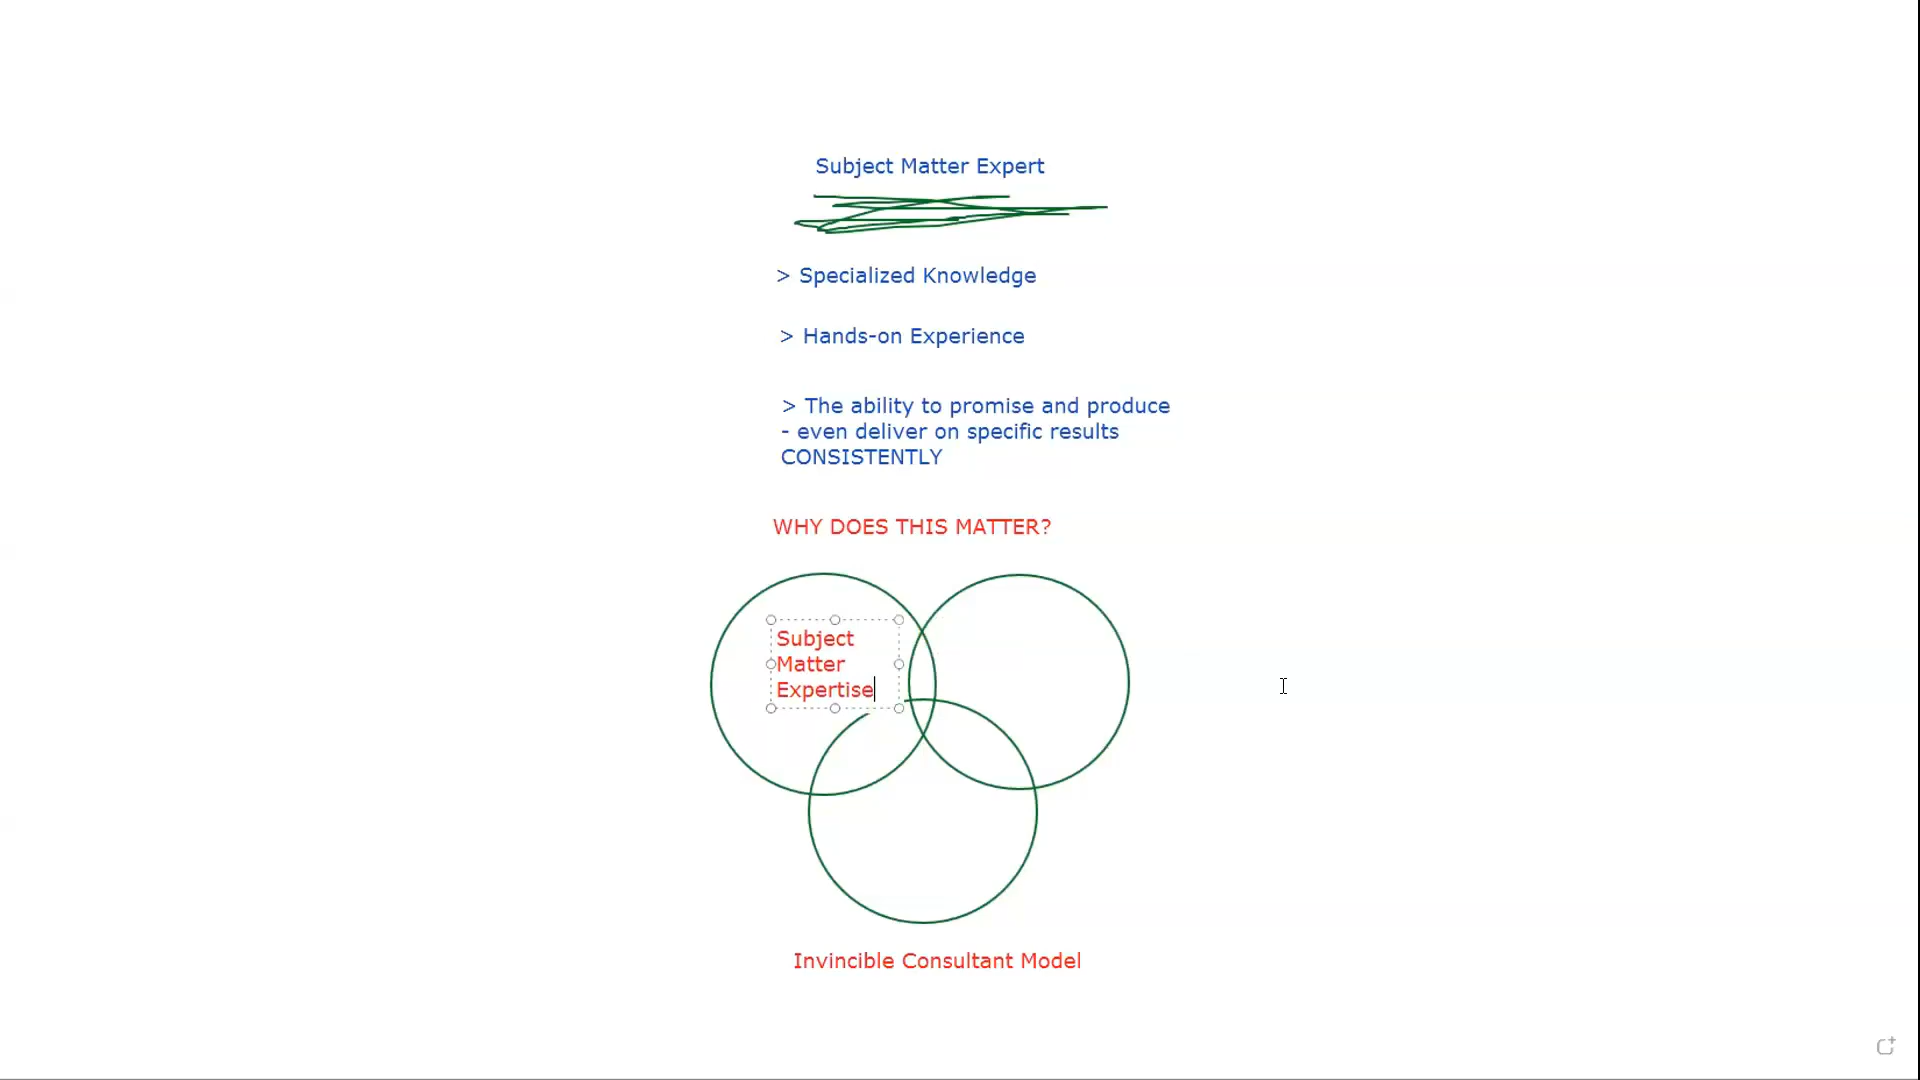 Subject Matter Expert
> Specialized Knowledge
> Hands-on Experience
> The ability to promise and produce
- even deliver on specific results
CONSISTENTLY
WHY DOES THIS MATTER?
Subject
Matter
Expertise
Invincible Consultant Model